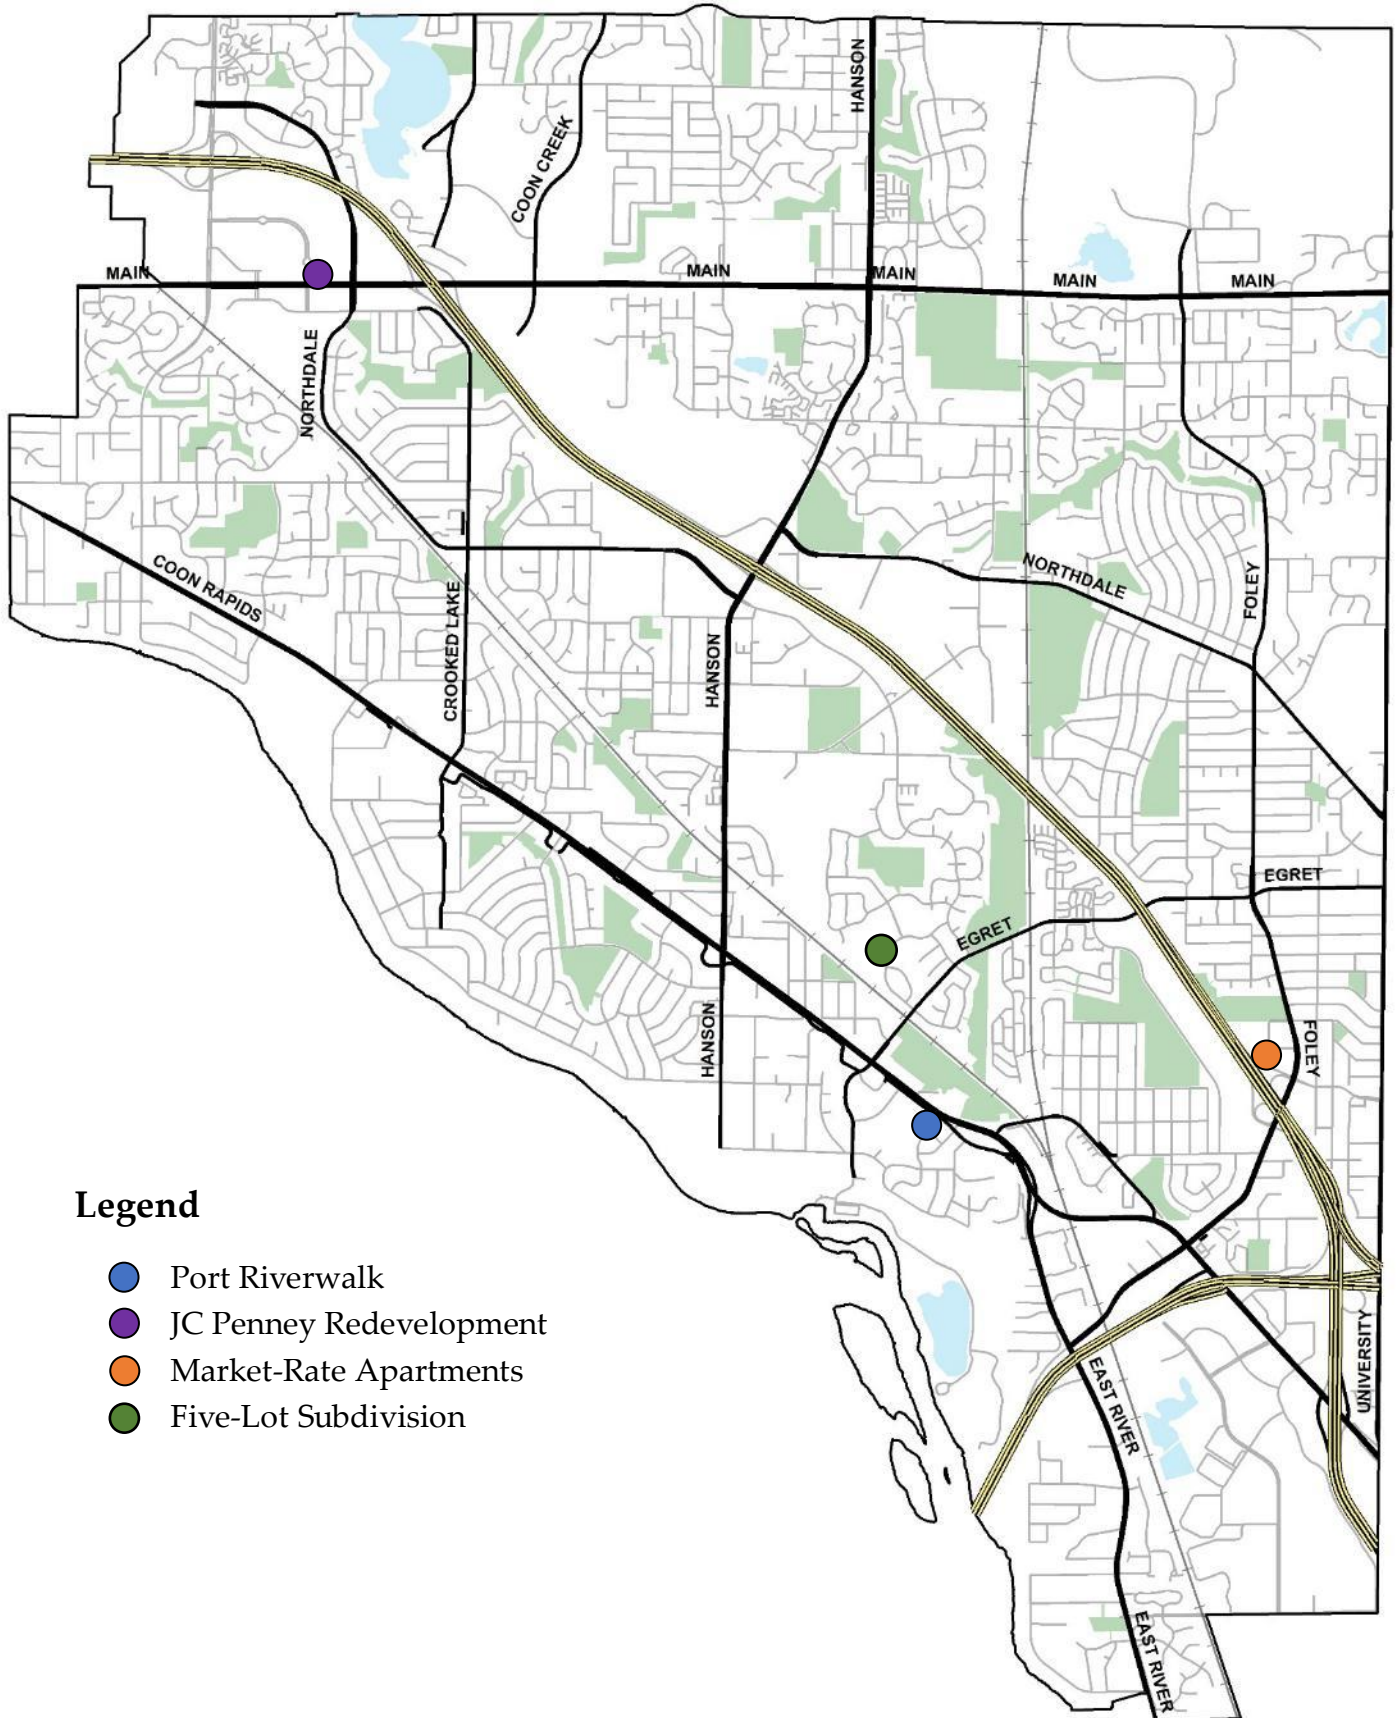 HANSON
COON CREEK
MAIN
MAIN
MAIN
MAIN
MAIN
NORTHDALE
COON RAPIDS
CROOKED LAKE
NORTHDALE
FOLEY
HANSON
EGRET
EGRET
HANSON
FOLEY
Legend
Port Riverwalk
JC Penney Redevelopment
Market-Rate Apartments
Five-Lot Subdivision
UNIVERSITY
EAST RIVER
EAST RIVER